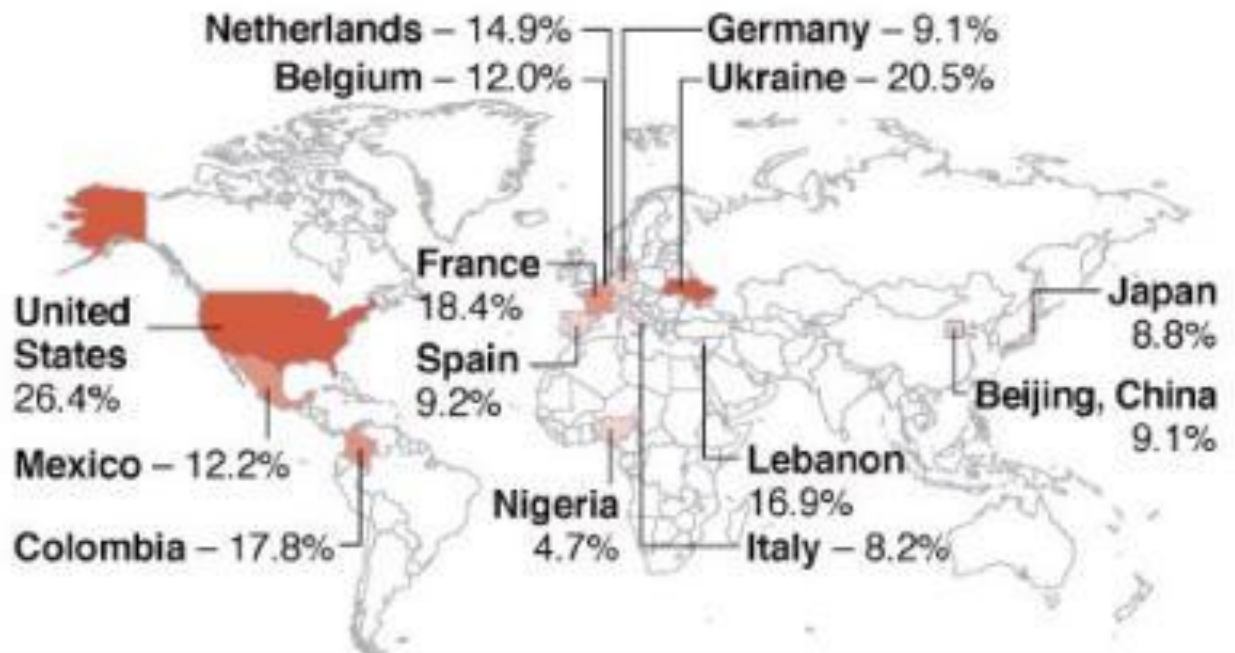 Netherlands – 14.9%
Germany – 9.1%
Belgium – 12.0%
Ukraine – 20.5%
France
18.4%
United
States
26.4%
Spain
9.2%
Japan
8.8%
Beijing, China
9.1%
Mexico – 12.2%
Lebanon
16.9%
Nigeria
4.7%
Colombia – 17.8%
Italy – 8.2%